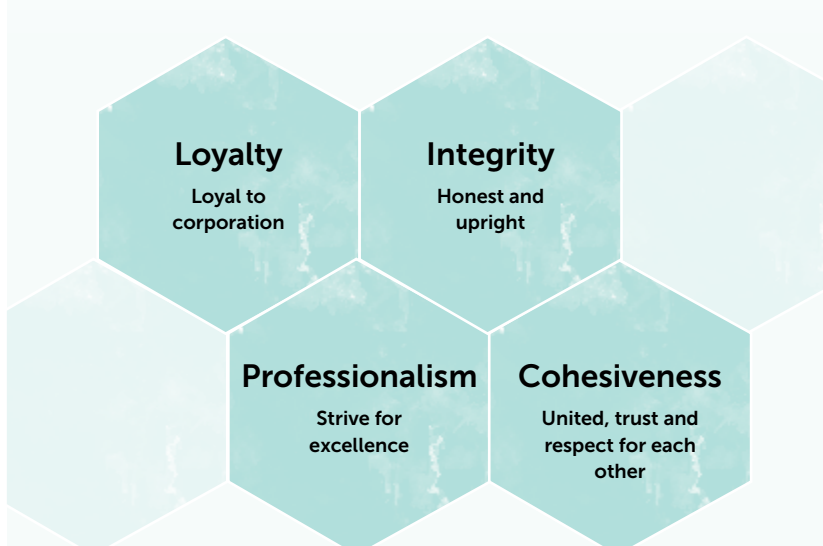 Loyalty
Loyal to
corporation
Integrity
Honest and
upright
Professionalism
Strive for
excellence
Cohesiveness
United, trust and
respect for each
other